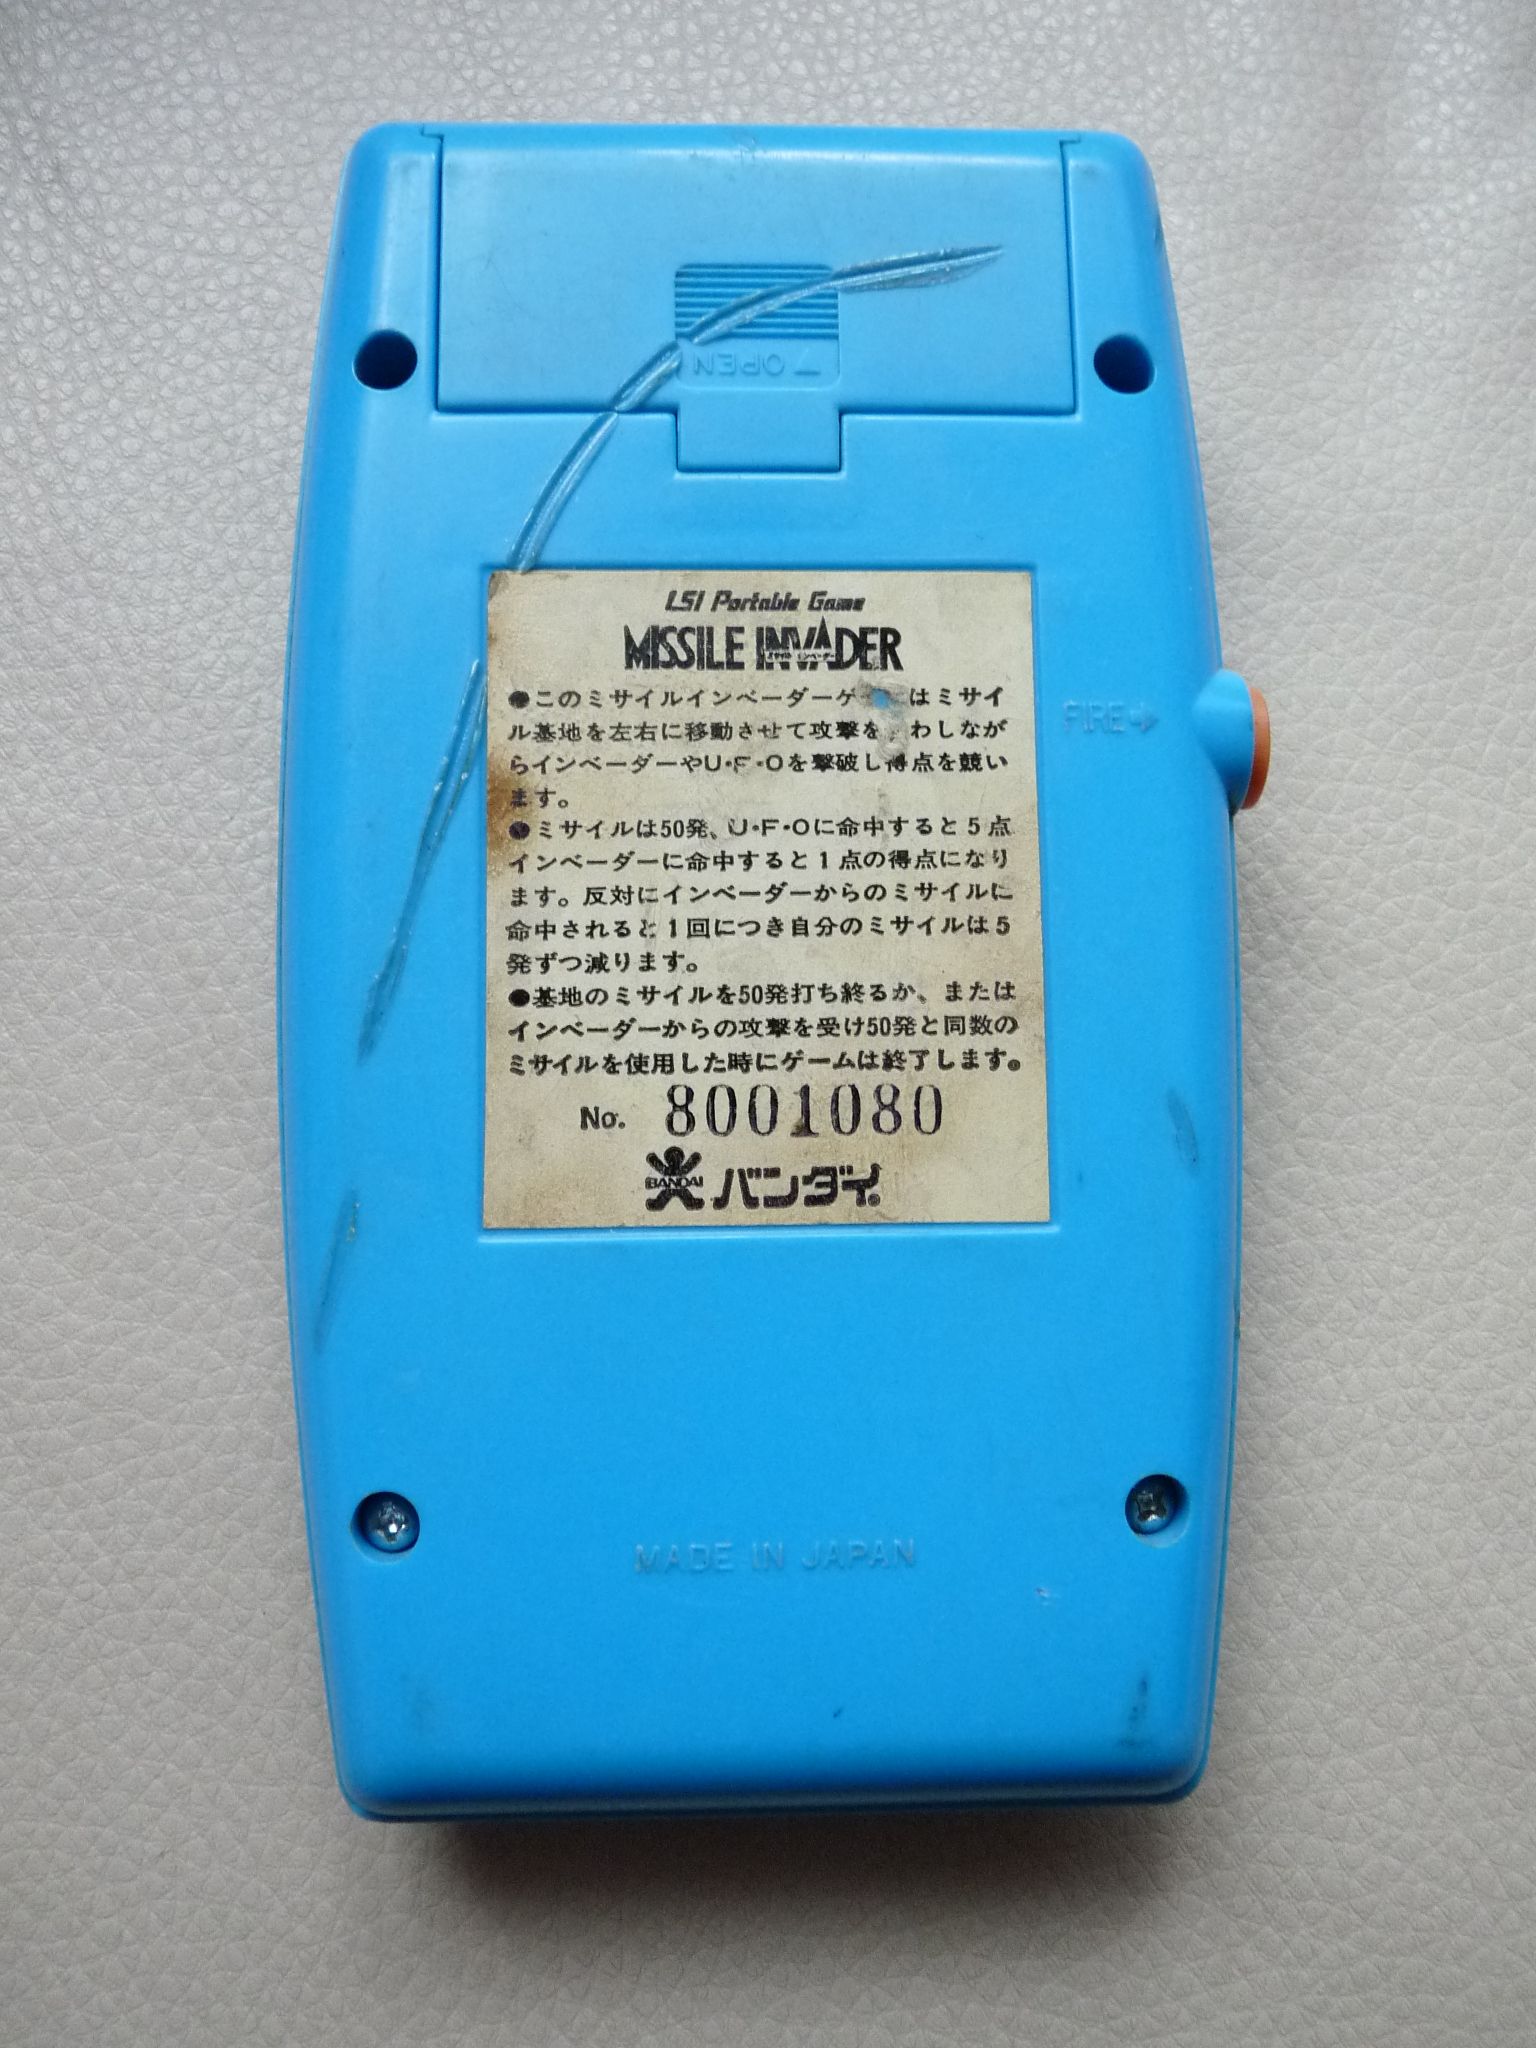 OPEN
LSI Portable Game
MISSILE INVADER
ミサイル インベーダー
●このミサイルインベーダーゲ はミサイ
ル基地を左右に移動させて攻撃を わしなが
らインベーダーやU・F・Oを撃破し得点を競い
ます。
●ミサイルは50発、U・F・Oに命中すると5点
インベーダーに命中すると1点の得点になり
ます。反対にインベーダーからのミサイルに
命中されると1回につき自分のミサイルは5
発ずつ減ります。
●基地のミサイルを50発打ち終るか、または
インベーダーからの攻撃を受け50発と同数の
ミサイルを使用した時にゲームは終了します。
No. 8001080
BANDAI バンダイ®
FIRE→
MADE IN JAPAN